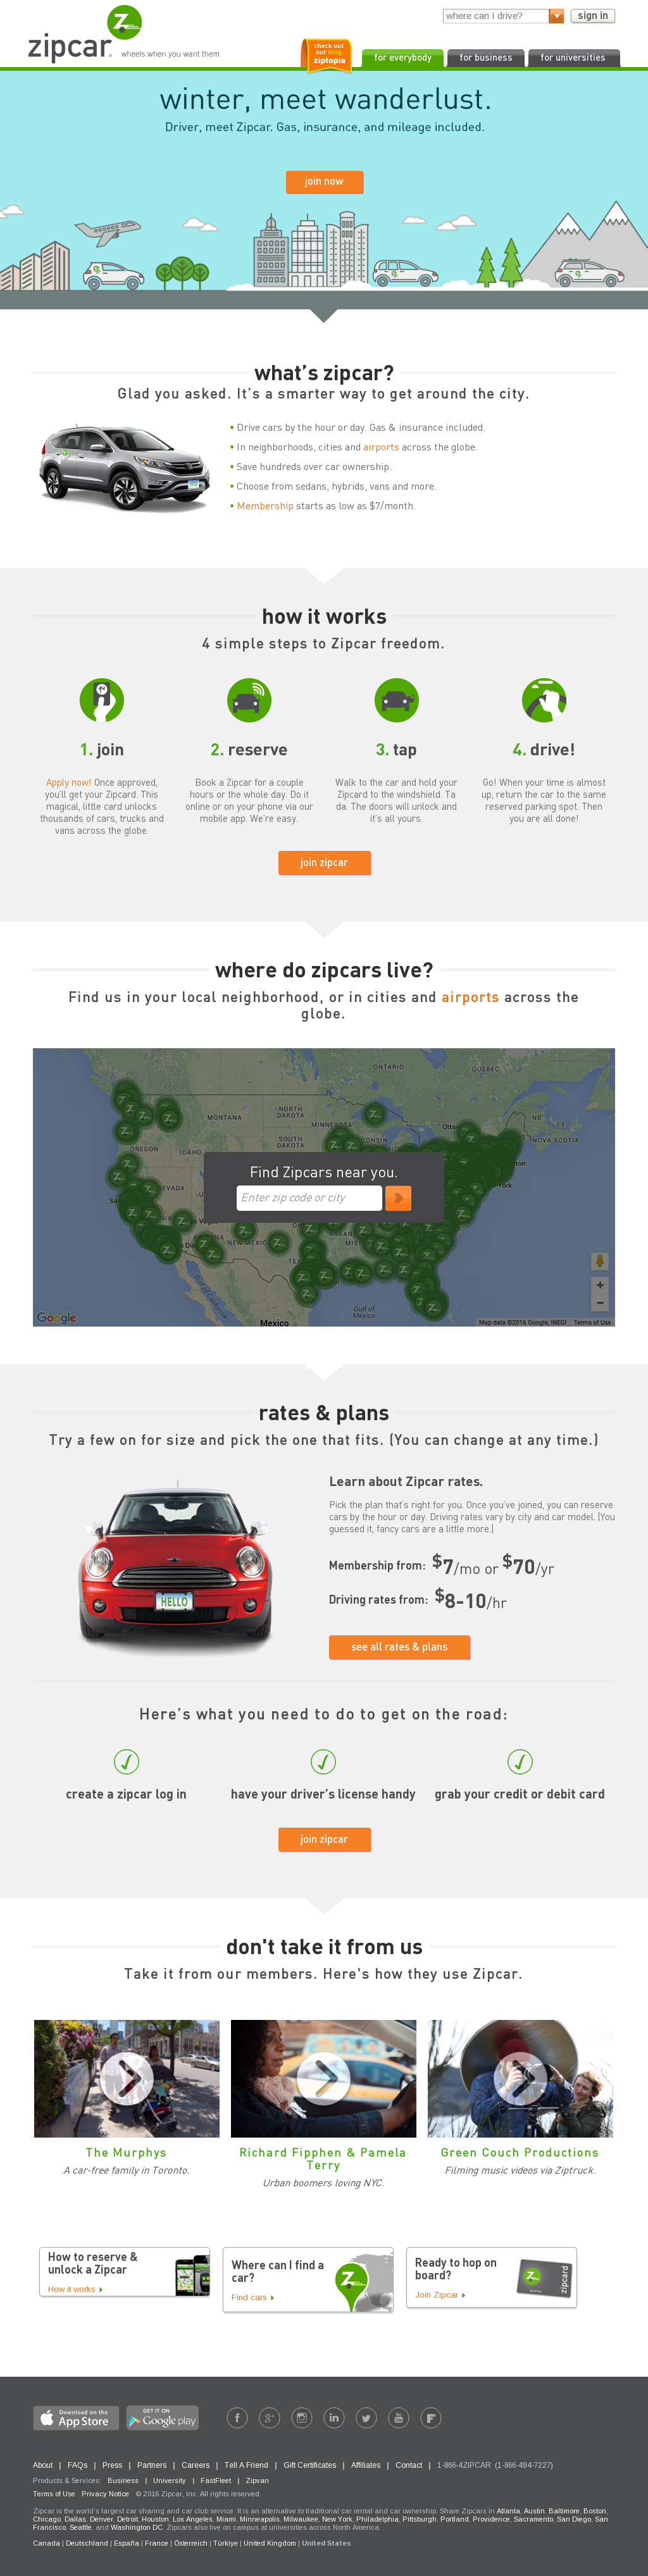 where can I drive?
sign in
zipcar
wheels when you want them
check out
our blog,
ziptopia
for everybody
for business
for universities
winter, meet wanderlust.
Driver, meet Zipcar. Gas, insurance, and mileage included.
join now
what's zipcar?
Glad you asked. It's a smarter way to get around the city.
• Drive cars by the hour or day. Gas & insurance included.
• In neighborhoods, cities and airports across the globe.
• Save hundreds over car ownership.
• Choose from sedans, hybrids, vans and more.
• Membership starts as low as $7/month.
how it works
4 simple steps to Zipcar freedom.
1. join
Apply now! Once approved,
you'll get your Zipcard. This
magical, little card unlocks
thousands of cars, trucks and
vans across the globe.
2. reserve
Book a Zipcar for a couple
hours or the whole day. Do it
online or on your phone via our
mobile app. We're easy.
3. tap
Walk to the car and hold your
Zipcard to the windshield. Ta
da. The doors will unlock and
it's all yours.
4. drive!
Go! When your time is almost
up, return the car to the same
reserved parking spot. Then
you are all done!
join zipcar
where do zipcars live?
Find us in your local neighborhood, or in cities and airports across the
globe.
ONTARIO
QUEBEC
NORTH
DAKOTA
MONTANA
MINNESOTA
Ottawa
NB
PE
NOVA SCOTIA
OREGON
IDAHO
SOUTH
DAKOTA
NEVADA
NEW MEXICO
Gulf of
Mexico
Mexico
Gulf of California
Find Zipcars near you.
Enter zip code or city
Google
Map data ©2016 Google, INEGI
Terms of Use
rates & plans
Try a few on for size and pick the one that fits. (You can change at any time.)
HELLO
Learn about Zipcar rates.
Pick the plan that's right for you. Once you've joined, you can reserve
cars by the hour or day. Driving rates vary by city and car model. (You
guessed it, fancy cars are a little more.)
Membership from: $7/mo or $70/yr
Driving rates from: $8-10/hr
see all rates & plans
Here's what you need to do to get on the road:
create a zipcar log in
have your driver's license handy
grab your credit or debit card
join zipcar
don't take it from us
Take it from our members. Here's how they use Zipcar.
The Murphys
A car-free family in Toronto.
Richard Fipphen & Pamela
Terry
Urban boomers loving NYC.
Green Couch Productions
Filming music videos via Ziptruck.
How to reserve &
unlock a Zipcar
How it works
Where can I find a
car?
Find cars
Ready to hop on
board?
Join Zipcar
zipcard
Download on the
App Store
GET IT ON
Google play
About | FAQs | Press | Partners | Careers | Tell A Friend | Gift Certificates | Affiliates | Contact | 1-866-4ZIPCAR (1-866-494-7227)
Products & Services: Business | University | FastFleet | Zipvan
Terms of Use Privacy Notice © 2016 Zipcar, Inc. All rights reserved.
Zipcar is the world's largest car sharing and car club service. It is an alternative to traditional car rental and car ownership. Share Zipcars in Atlanta, Austin, Baltimore, Boston,
Chicago, Dallas, Denver, Detroit, Houston, Los Angeles, Miami, Minneapolis, Milwaukee, New York, Philadelphia, Pittsburgh, Portland, Providence, Sacramento, San Diego, San
Francisco, Seattle, and Washington DC. Zipcars also live on campus at universities across North America.
Canada | Deutschland | España | France | Österreich | Türkiye | United Kingdom | United States